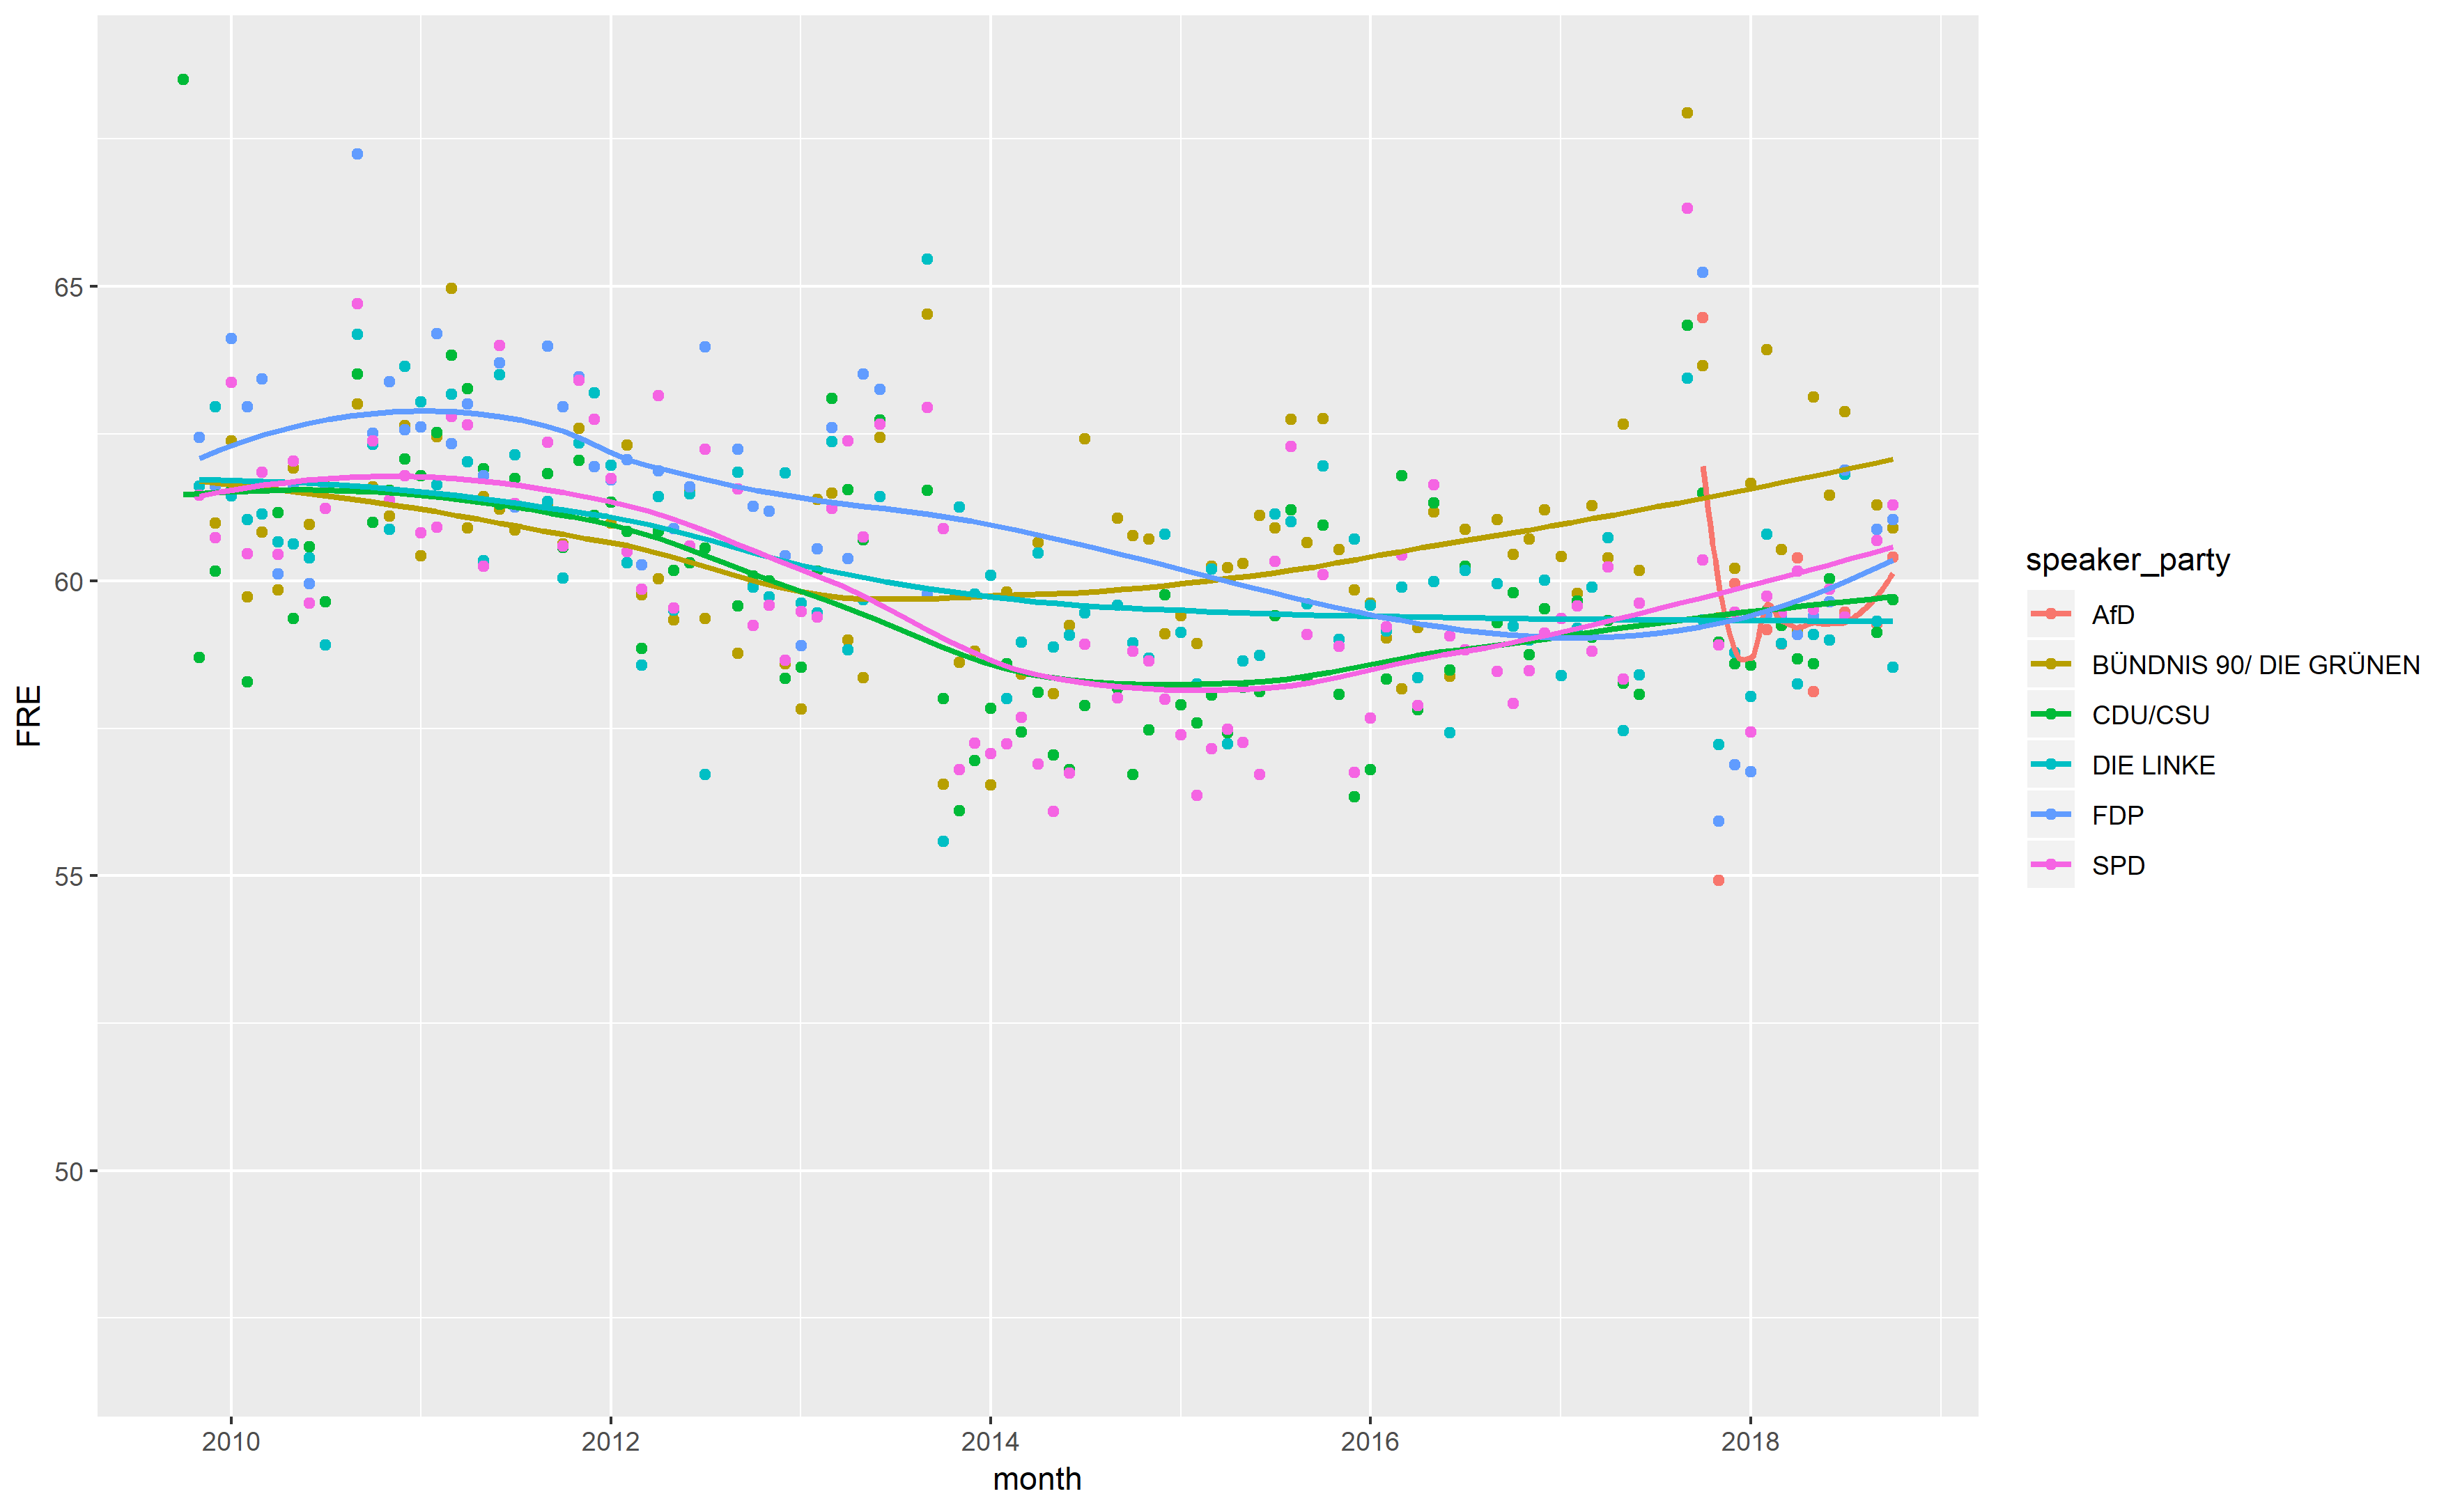 65
60
55
50
FRE
2010
2012
2014
2016
2018
month
speaker_party
AfD
BÜNDNIS 90/ DIE GRÜNEN
CDU/CSU
DIE LINKE
FDP
SPD